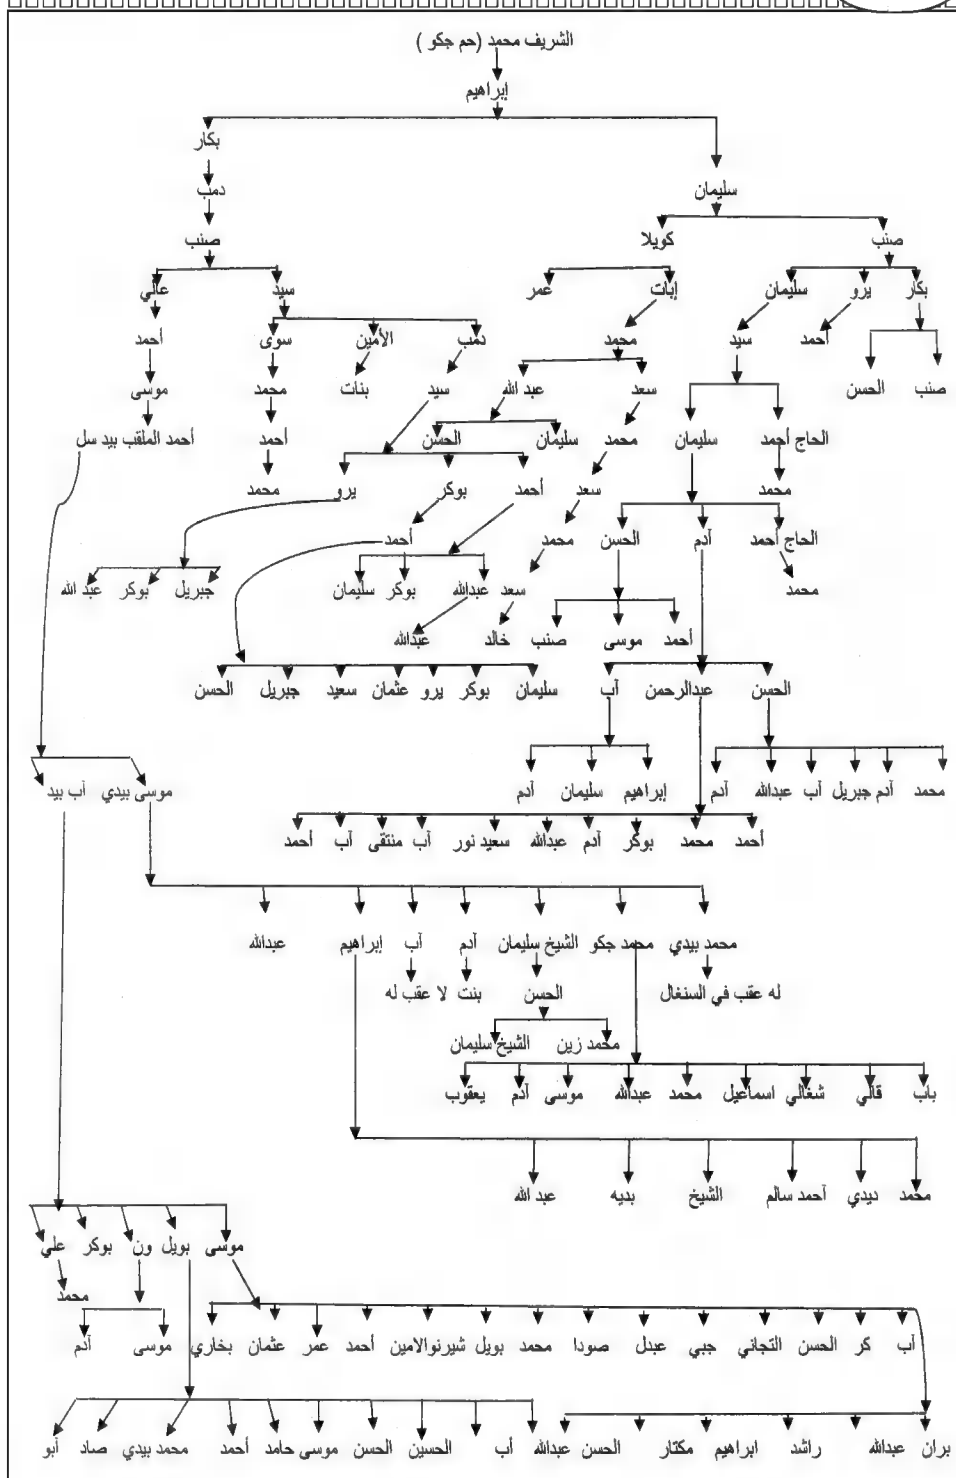 الشريف محمد (حم جكو )
إبراهيم
بكار
دمب
سليمان
صنب كويلا صنب
عالي سيد عمر إبات سليمان يرو بكار
أحمد سوى الأمين دمب محمد سيد أحمد
موسى محمد بنات سيد عبد الله سعد الحسن صنب
أحمد الملقب بيد سل أحمد الحسن سليمان محمد سليمان الحاج أحمد
محمد يرو بوكر أحمد سعد محمد
أحمد محمد الحسن آدم الحاج أحمد
عبد الله بوكر جبريل سليمان بوكر عبدالله سعد محمد
عبدالله خالد صنب موسى أحمد
الحسن جبريل سعيد عثمان يرو بوكر سليمان آب عبدالرحمن الحسن
آب بيد موسى بيدي آدم سليمان إبراهيم آدم عبدالله آب جبريل آدم محمد
أحمد آب منتقى آب سعيد نور عبدالله آدم بوكر محمد أحمد
عبدالله إبراهيم آب آدم الشيخ سليمان محمد جكو محمد بيدي
لا عقب له بنت الحسن له عقب في السنغال
الشيخ سليمان محمد زين
يعقوب آدم موسى عبدالله محمد اسماعيل شغالي قالي باب
عبد الله بديه الشيخ أحمد سالم ديدي محمد
علي بوكر ون بويل موسى
محمد
آدم موسى بخاري عثمان عمر أحمد شيرنوالامين بويل محمد صودا عبدل جبي التجاني الحسن كر آب
أبو صاد محمد بيدي أحمد حامد موسى الحسن الحسين أب عبدالله الحسن مكتار ابراهيم راشد عبدالله بران